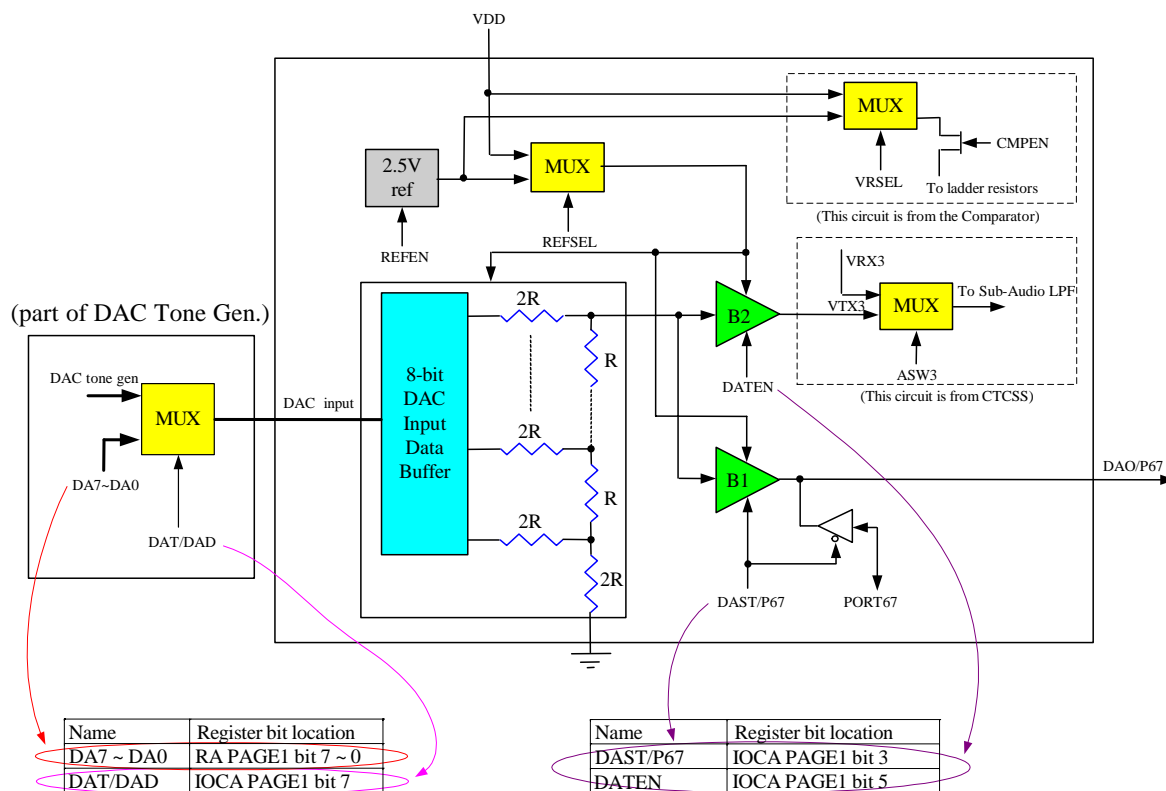 VDD
MUX
CMPEN
VRSEL
To ladder resistors
(This circuit is from the Comparator)
2.5V
ref
MUX
REFEN
REFSEL
VRX3
VTX3
MUX
To Sub-Audio LPF
ASW3
(This circuit is from CTCSS)
(part of DAC Tone Gen.)
DAC tone gen
MUX
DA7~DA0
DAT/DAD
DAC input
8-bit
DAC
Input
Data
Buffer
2R
R
2R
R
2R
2R
B2
DATEN
B1
DAO/P67
DAST/P67
PORT67
Name Register bit location
DA7 ~ DA0 RA PAGE1 bit 7 ~ 0
DAT/DAD IOCA PAGE1 bit 7
Name Register bit location
DAST/P67 IOCA PAGE1 bit 3
DATEN IOCA PAGE1 bit 5